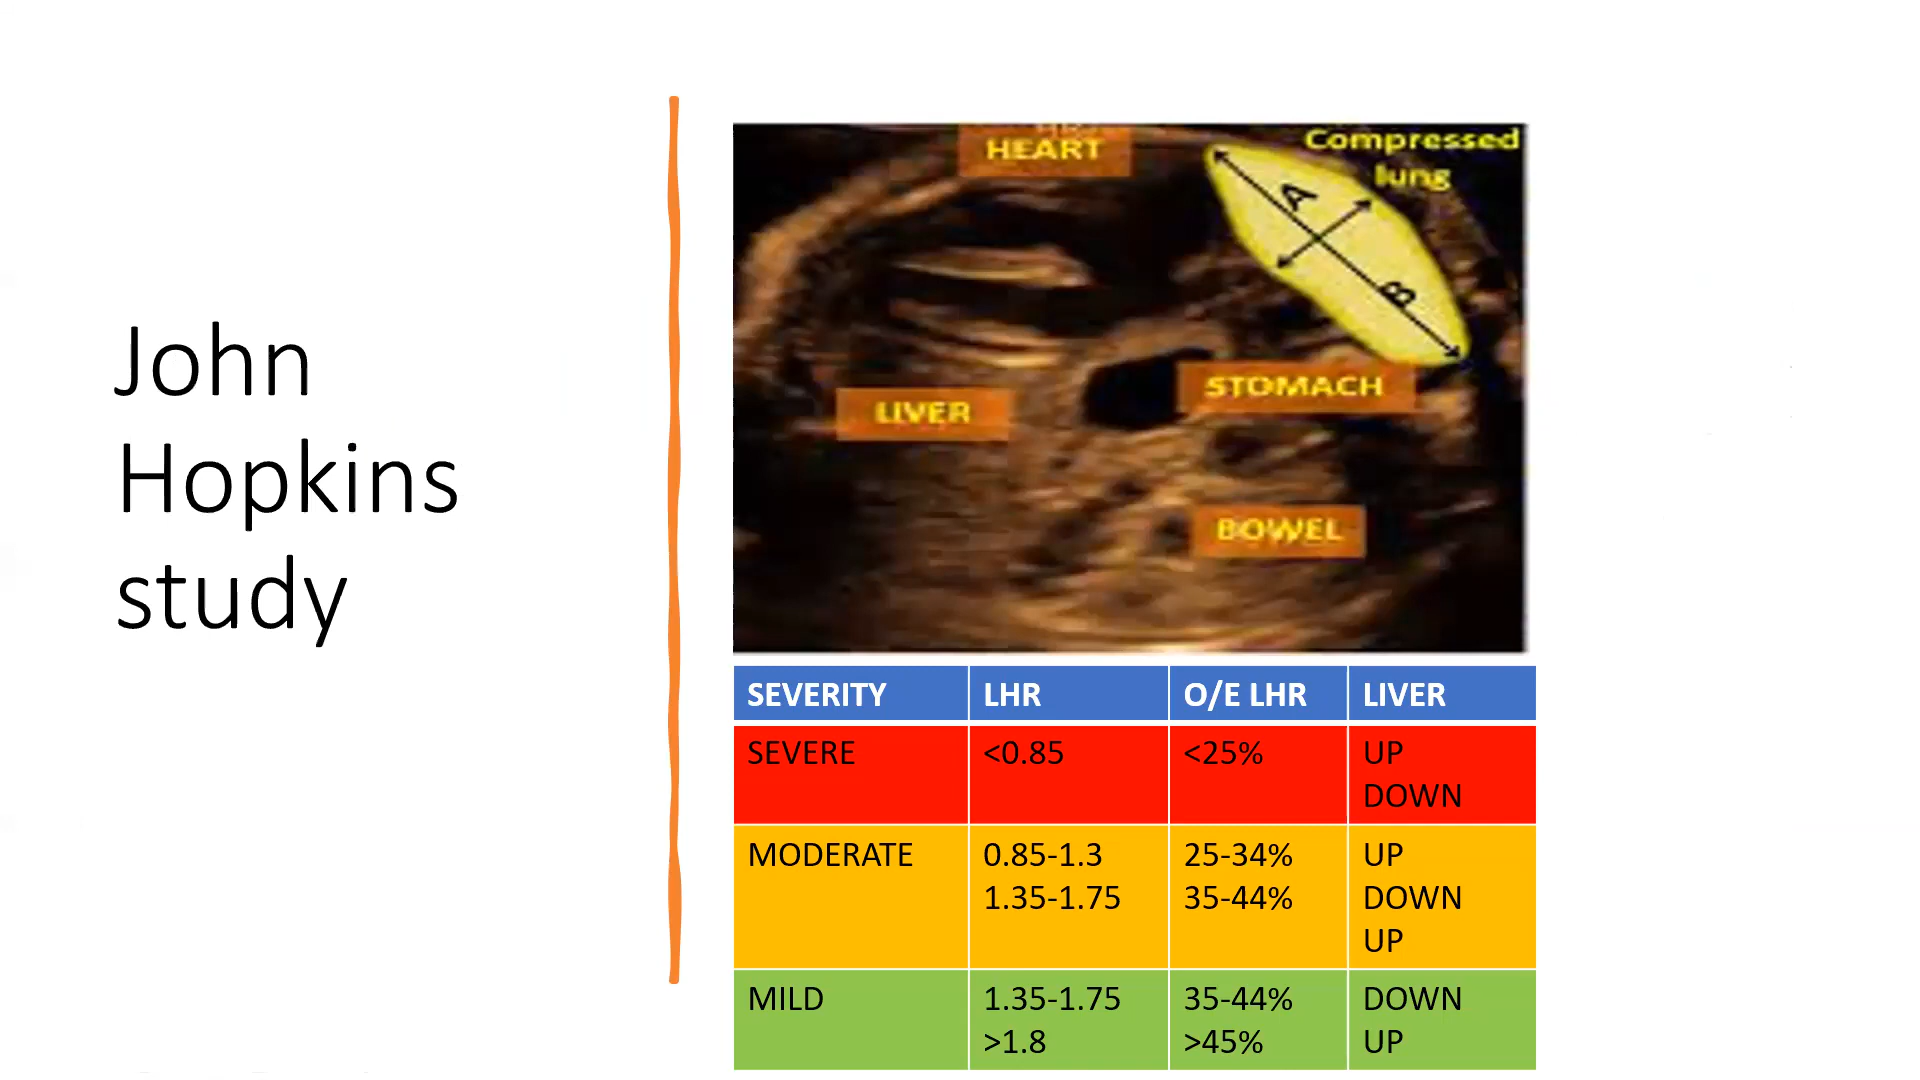 John
Hopkins
study
HEART
Compressed
lung
A
B
STOMACH
LIVER
BOWEL
SEVERITY LHR O/E LHR LIVER
SEVERE <0.85 <25% UP
DOWN
MODERATE 0.85-1.3 25-34% UP
1.35-1.75 35-44% DOWN
UP
MILD 1.35-1.75 35-44% DOWN
>1.8 >45% UP